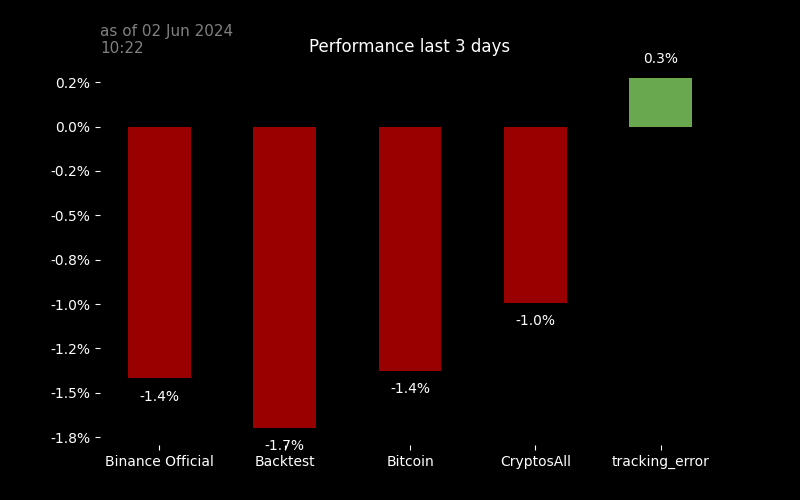 as of 02 Jun 2024
10:22
Performance last 3 days
0.3%
0.2%
0.0%
-0.2%
-0.5%
-0.8%
-1.0%
-1.2%
-1.5%
-1.8%
-1.4%
-1.7%
-1.4%
-1.0%
Binance Official
Backtest
Bitcoin
CryptosAll
tracking_error